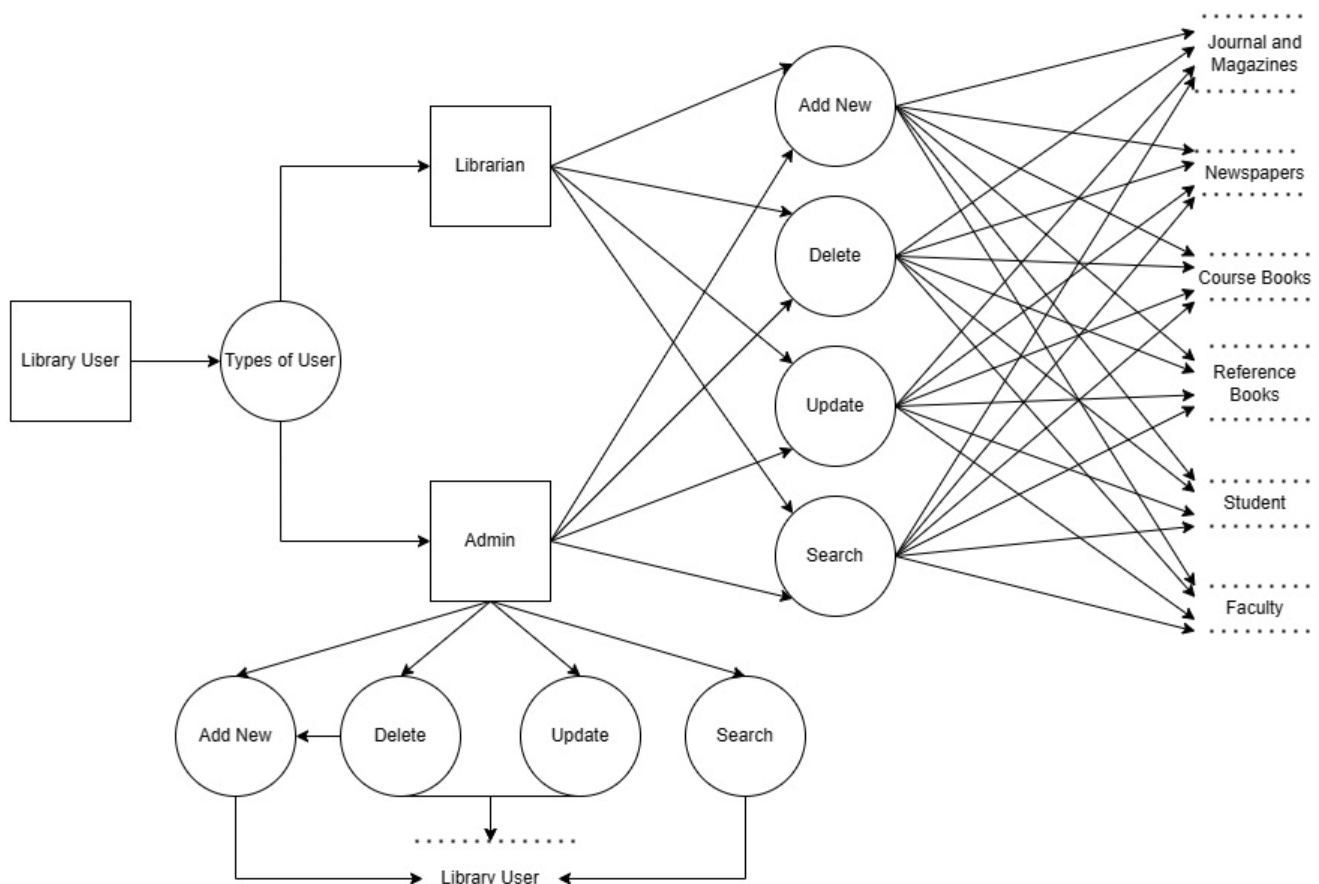 Journal and
Magazines
Add New
Librarian
Newspapers
Delete
Course Books
Library User
Types of User
Reference
Books
Update
Student
Admin
Search
Faculty
Add New
Delete
Update
Search
Library User